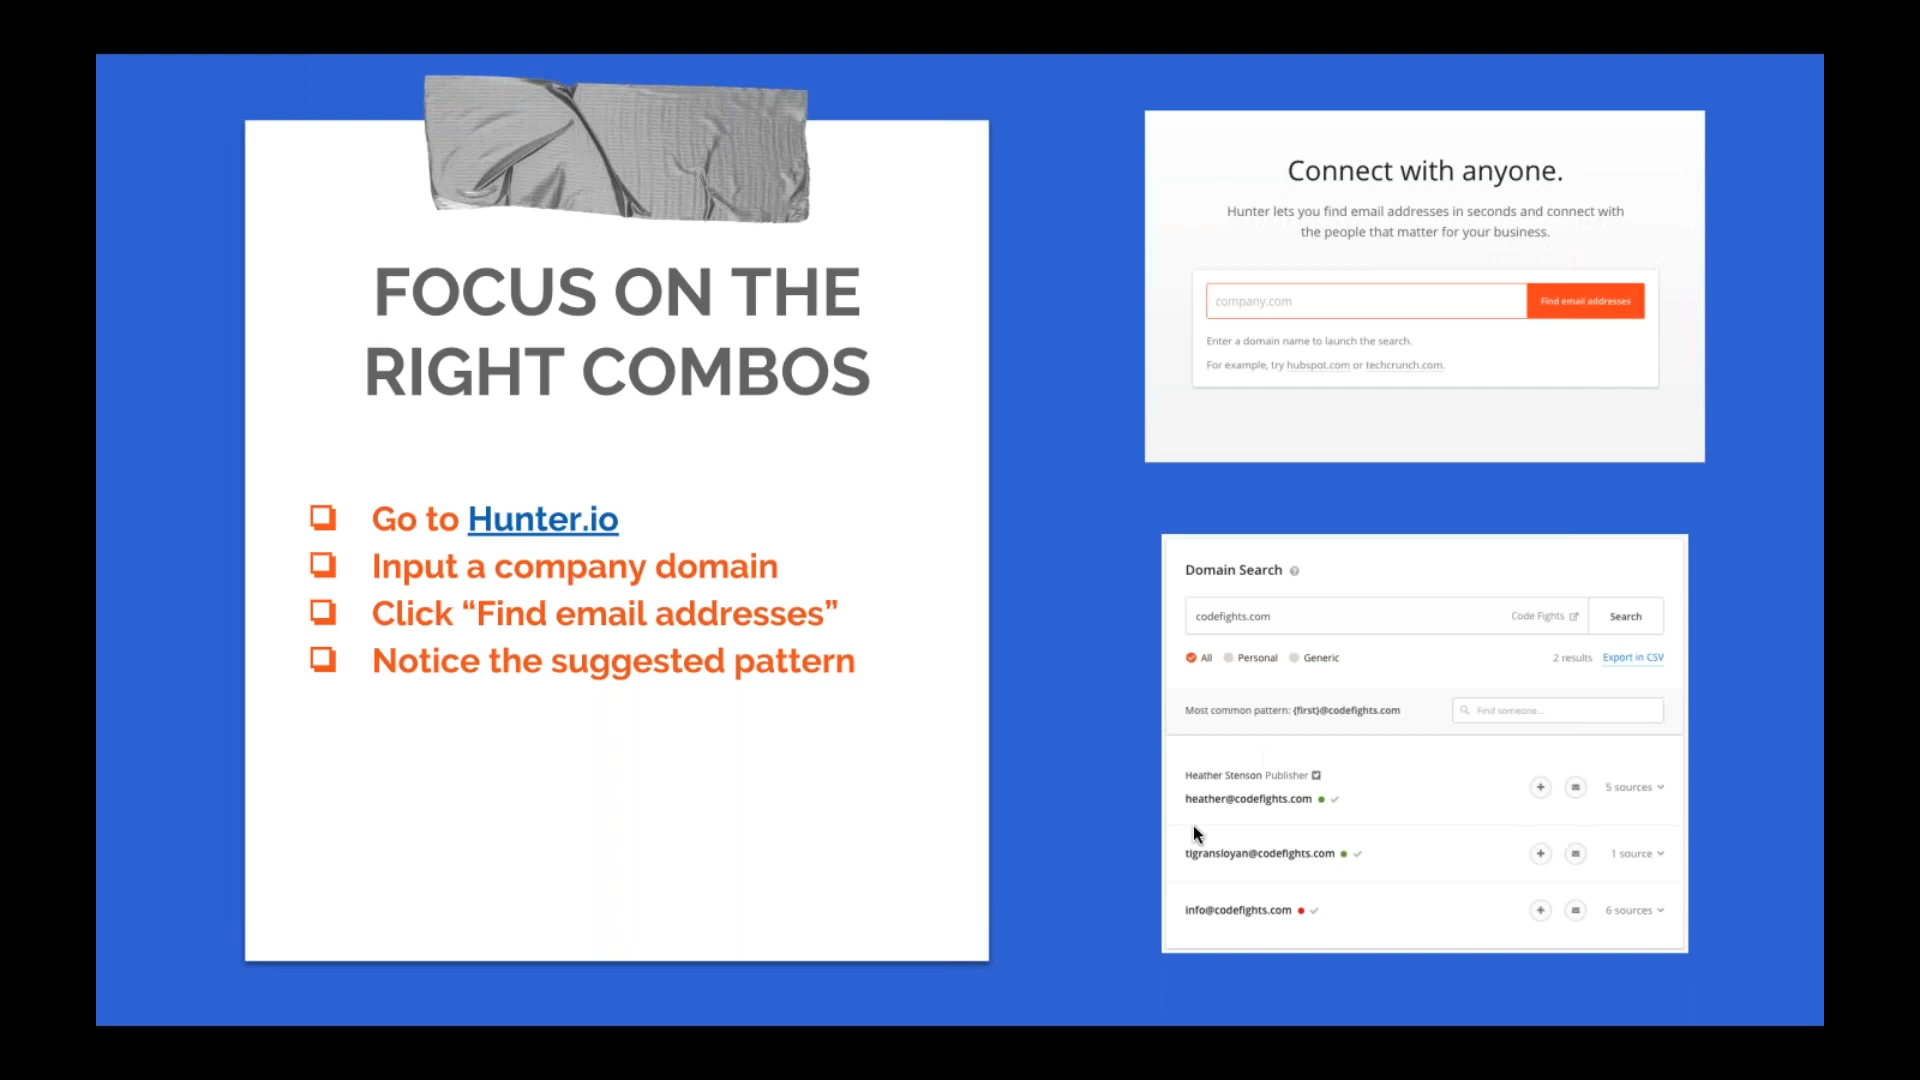 FOCUS ON THE
RIGHT COMBOS
Go to Hunter.io
Input a company domain
Click “Find email addresses”
Notice the suggested pattern
Connect with anyone.
Hunter lets you find email addresses in seconds and connect with
the people that matter for your business.
company.com
Find email addresses
Enter a domain name to launch the search.
For example, try hubspot.com or techcrunch.com.
Domain Search
codefights.com
Code Fights
Search
All Personal Generic
2 results Export in CSV
Most common pattern: {first}@codefights.com
Find someone...
Heather Stenson Publisher
heather@codefights.com
5 sources
tigransloyan@codefights.com
1 source
info@codefights.com
6 sources